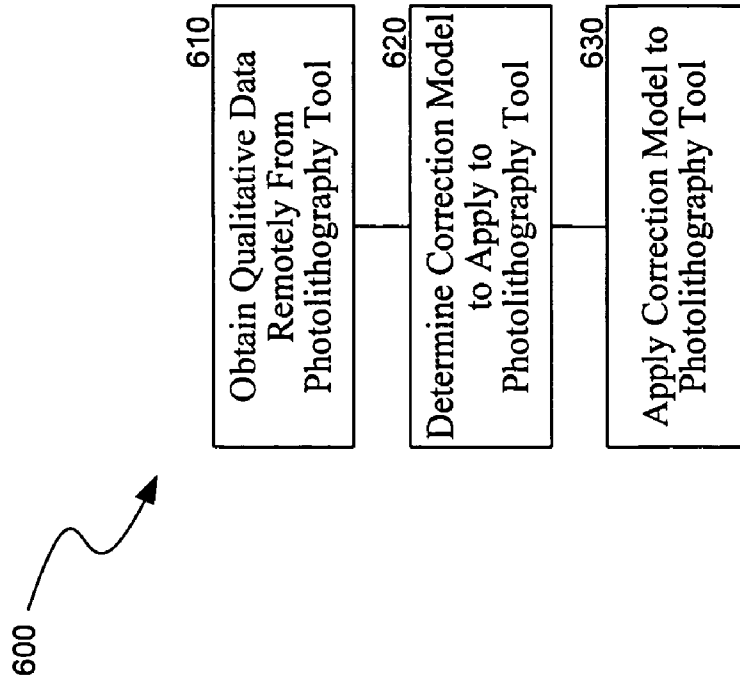 600
610
Obtain Qualitative Data
Remotely From
Photolithography Tool
620
Determine Correction Model
to Apply to
Photolithography Tool
630
Apply Correction Model to
Photolithography Tool